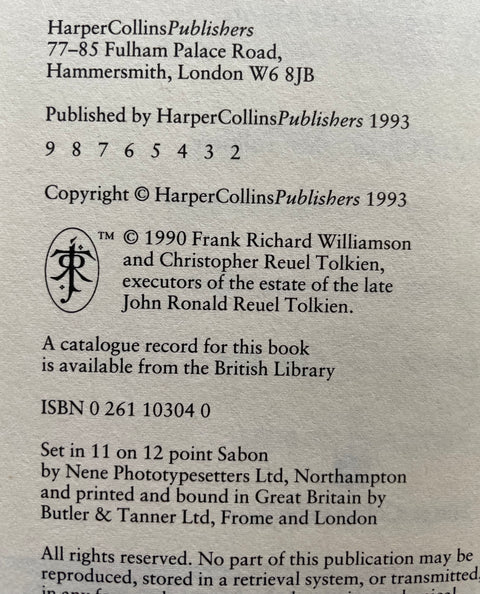 HarperCollinsPublishers
77–85 Fulham Palace Road,
Hammersmith, London W6 8JB
Published by HarperCollinsPublishers 1993
9 8 7 6 5 4 3 2
Copyright © HarperCollinsPublishers 1993
™ © 1990 Frank Richard Williamson
and Christopher Reuel Tolkien,
executors of the estate of the late
John Ronald Reuel Tolkien.
A catalogue record for this book
is available from the British Library
ISBN 0 261 10304 0
Set in 11 on 12 point Sabon
by Nene Phototypesetters Ltd, Northampton
and printed and bound in Great Britain by
Butler & Tanner Ltd, Frome and London
All rights reserved. No part of this publication may be
reproduced, stored in a retrieval system, or transmitted,
in any form